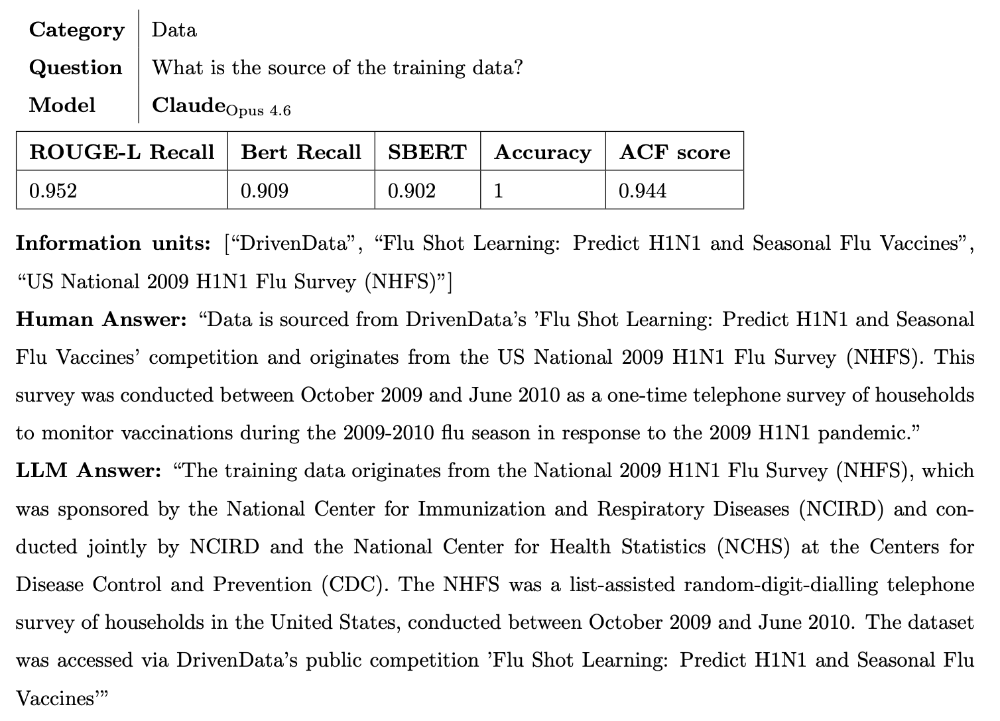 Category Data
Question What is the source of the training data?
Model Claude Opus 4.6
ROUGE-L Recall Bert Recall SBERT Accuracy ACF score
0.952 0.909 0.902 1 0.944
Information units: [“DrivenData”, “Flu Shot Learning: Predict H1N1 and Seasonal Flu Vaccines”,
“US National 2009 H1N1 Flu Survey (NHFS)”]
Human Answer: “Data is sourced from DrivenData’s ’Flu Shot Learning: Predict H1N1 and Seasonal
Flu Vaccines’ competition and originates from the US National 2009 H1N1 Flu Survey (NHFS). This
survey was conducted between October 2009 and June 2010 as a one-time telephone survey of households
to monitor vaccinations during the 2009-2010 flu season in response to the 2009 H1N1 pandemic.”
LLM Answer: “The training data originates from the National 2009 H1N1 Flu Survey (NHFS), which
was sponsored by the National Center for Immunization and Respiratory Diseases (NCIRD) and con-
ducted jointly by NCIRD and the National Center for Health Statistics (NCHS) at the Centers for
Disease Control and Prevention (CDC). The NHFS was a list-assisted random-digit-dialling telephone
survey of households in the United States, conducted between October 2009 and June 2010. The dataset
was accessed via DrivenData’s public competition ’Flu Shot Learning: Predict H1N1 and Seasonal Flu
Vaccines’”